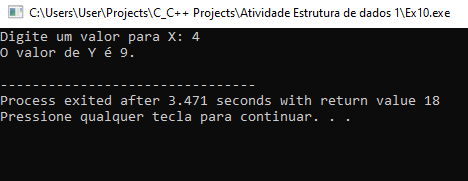 C:\Users\User\Projects\C_C++ Projects\Atividade Estrutura de dados 1\Ex10.exe
Digite um valor para X: 4
O valor de Y é 9.
--------------------------------
Process exited after 3.471 seconds with return value 18
Pressione qualquer tecla para continuar. . .